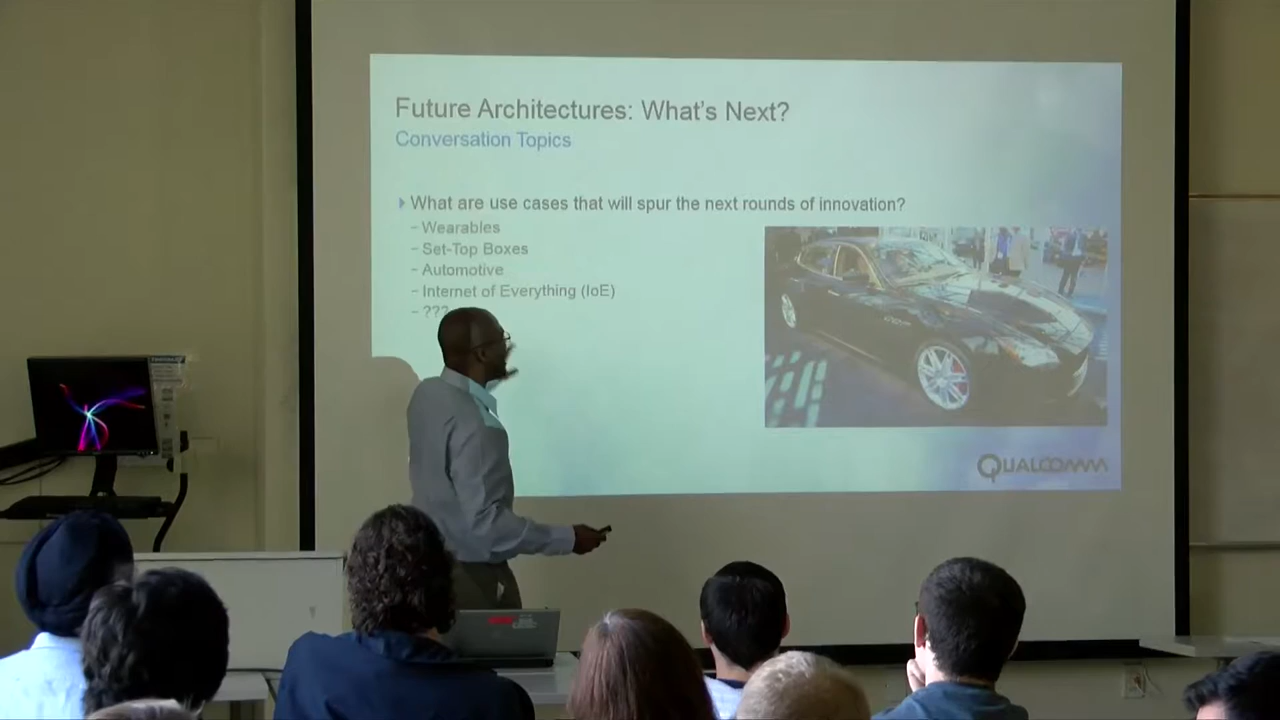 Future Architectures: What's Next?
Conversation Topics
What are use cases that will spur the next rounds of innovation?
– Wearables
– Set-Top Boxes
– Automotive
– Internet of Everything (IoE)
– ???
QUALCOMM